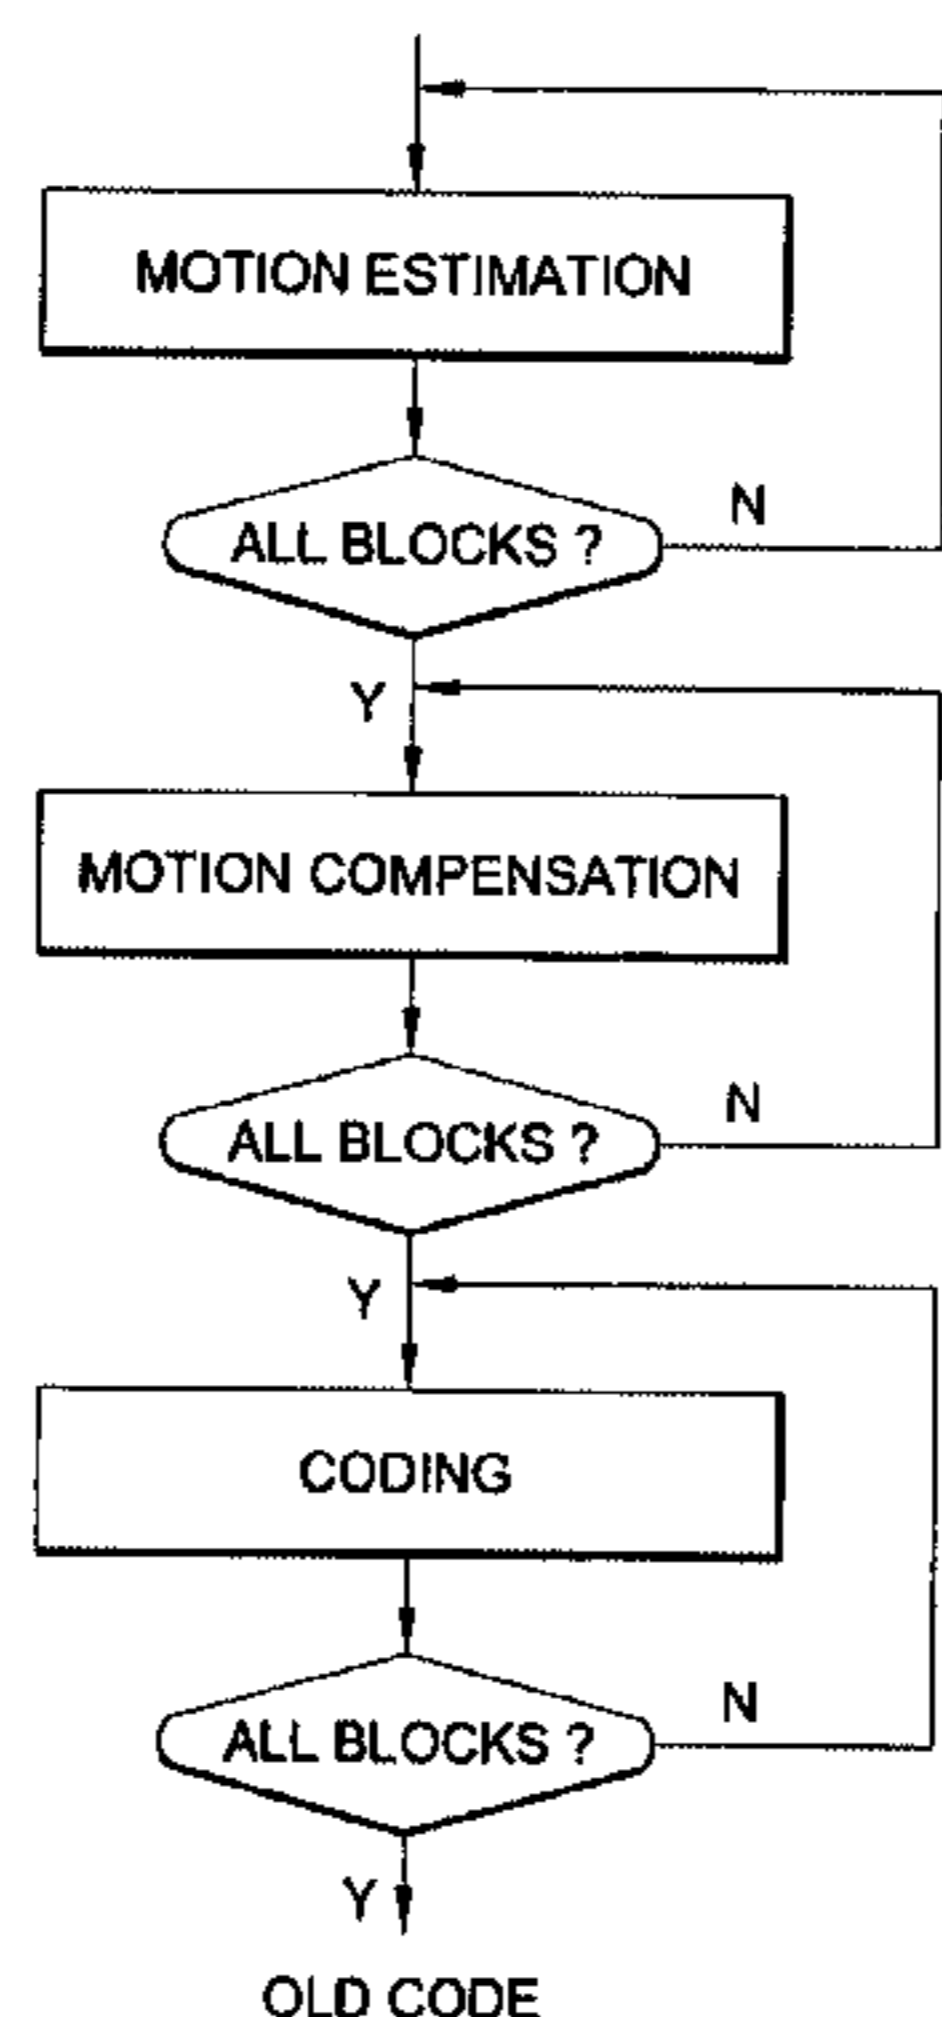 MOTION ESTIMATION
ALL BLOCKS ?
N
Y
MOTION COMPENSATION
ALL BLOCKS ?
N
Y
CODING
ALL BLOCKS ?
N
Y
OLD CODE